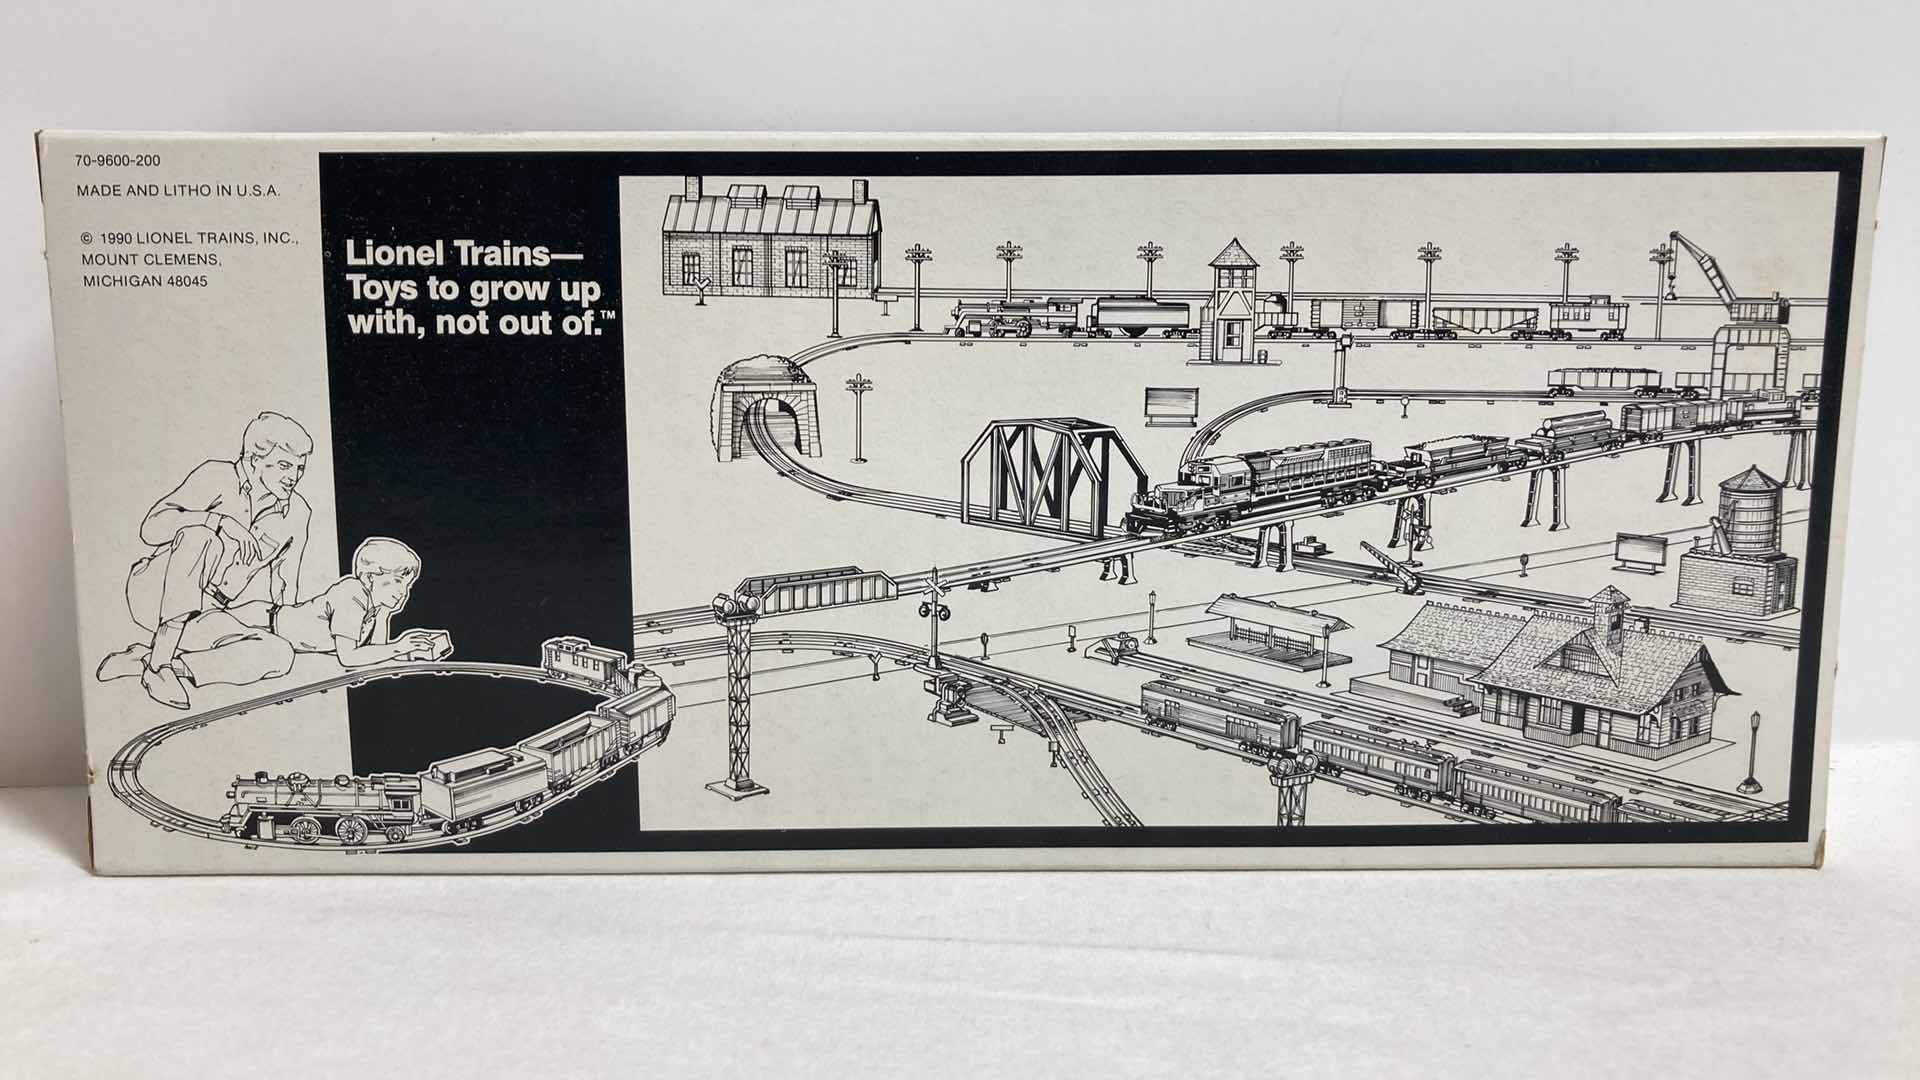 70-9600-200
MADE AND LITHO IN U.S.A.
© 1990 LIONEL TRAINS, INC.,
MOUNT CLEMENS,
MICHIGAN 48045
Lionel Trains—
Toys to grow up
with, not out of.™